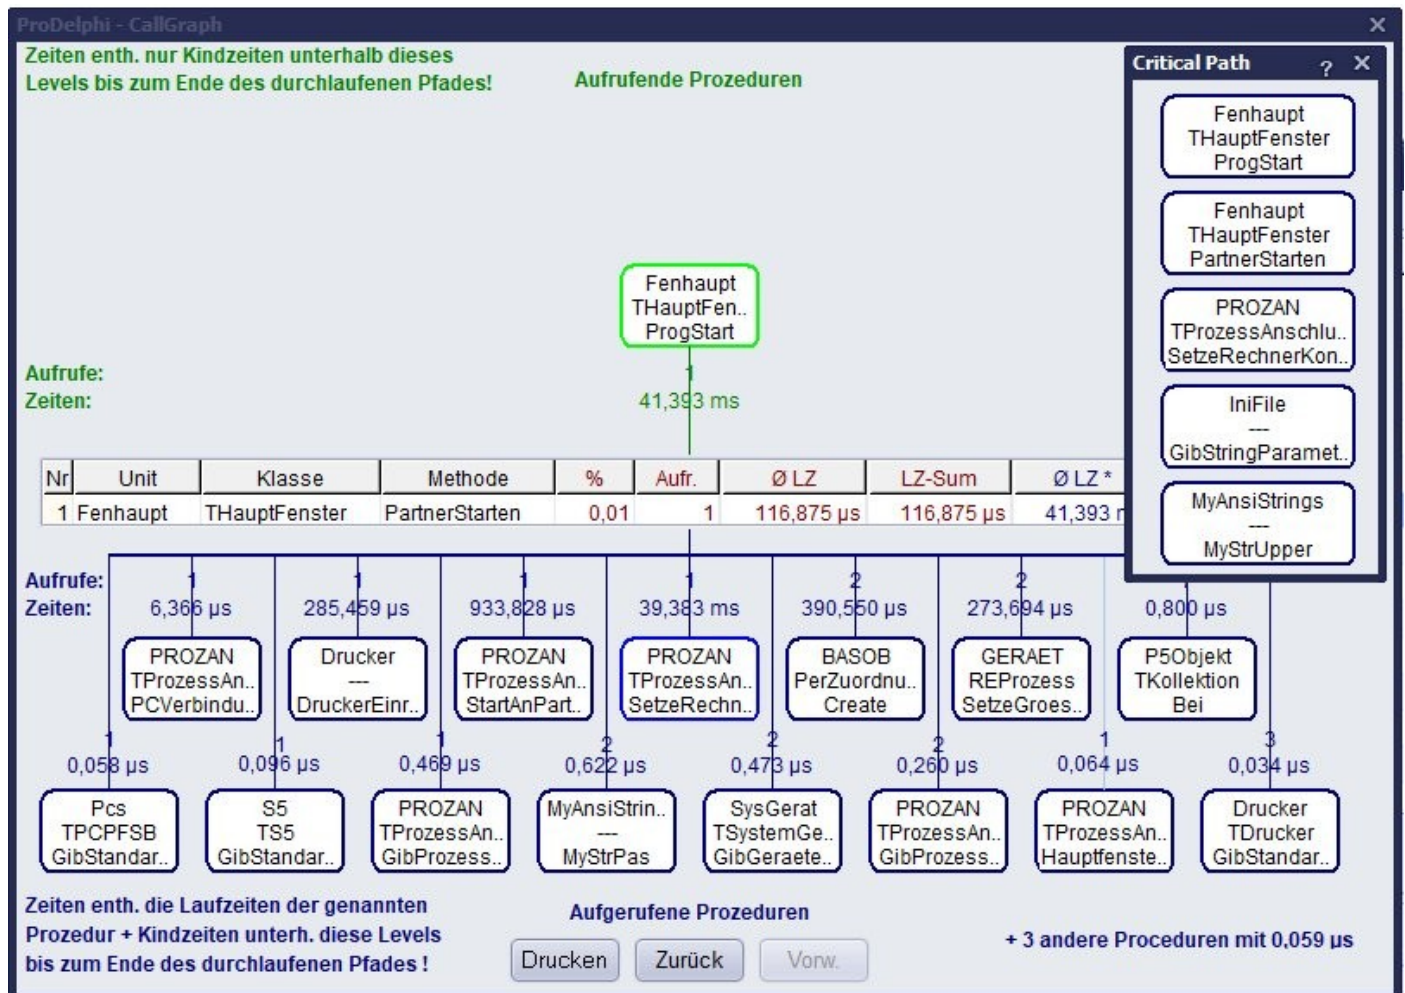 ProDelphi - CallGraph
Zeiten enth. nur Kindzeiten unterhalb dieses
Levels bis zum Ende des durchlaufenen Pfades!
Aufrufende Prozeduren
Fenhaupt
THauptFen..
ProgStart
Aufrufe:
1
Zeiten:
41,393 ms
Nr Unit Klasse Methode % Aufr. Ø LZ LZ-Sum Ø LZ *
1 Fenhaupt THauptFenster PartnerStarten 0,01 1 116,875 µs 116,875 µs 41,393
Aufrufe: 1 1 1 1 2 2
Zeiten: 6,366 µs 285,459 µs 933,828 µs 39,383 ms 390,550 µs 273,694 µs 0,800 µs
PROZAN
TProzessAn..
PCVerbindu..
Drucker
---
DruckerEinr..
PROZAN
TProzessAn..
StartAnPart..
PROZAN
TProzessAn..
SetzeRechn..
BASOB
PerZuordnu..
Create
GERAET
REProzess
SetzeGroes..
P5Objekt
TKollektion
Bei
1 1 1 2 2 2 1 3
0,058 µs 0,096 µs 0,469 µs 0,622 µs 0,473 µs 0,260 µs 0,064 µs 0,034 µs
Pcs
TPCPFSB
GibStandar..
S5
TS5
GibStandar..
PROZAN
TProzessAn..
GibProzess..
MyAnsiStrin..
---
MyStrPas
SysGerat
TSystemGe..
GibGeraete..
PROZAN
TProzessAn..
GibProzess..
PROZAN
TProzessAn..
Hauptfenste..
Drucker
TDrucker
GibStandar..
Zeiten enth. die Laufzeiten der genannten
Prozedur + Kindzeiten unterh. diese Levels
bis zum Ende des durchlaufenen Pfades !
Aufgerufene Prozeduren
Drucken Zurück Vorw.
+ 3 andere Proceduren mit 0,059 µs
Critical Path ?
Fenhaupt
THauptFenster
ProgStart
Fenhaupt
THauptFenster
PartnerStarten
PROZAN
TProzessAnschlu..
SetzeRechnerKon..
IniFile
---
GibStringParamet..
MyAnsiStrings
---
MyStrUpper